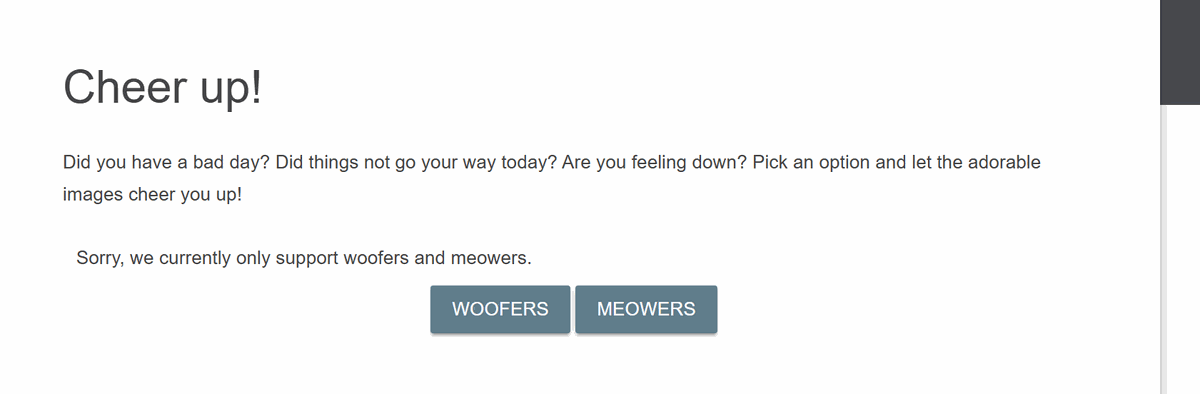 Cheer up!
Did you have a bad day? Did things not go your way today? Are you feeling down? Pick an option and let the adorable
images cheer you up!
Sorry, we currently only support woofers and meowers.
WOOFERS MEOWERS